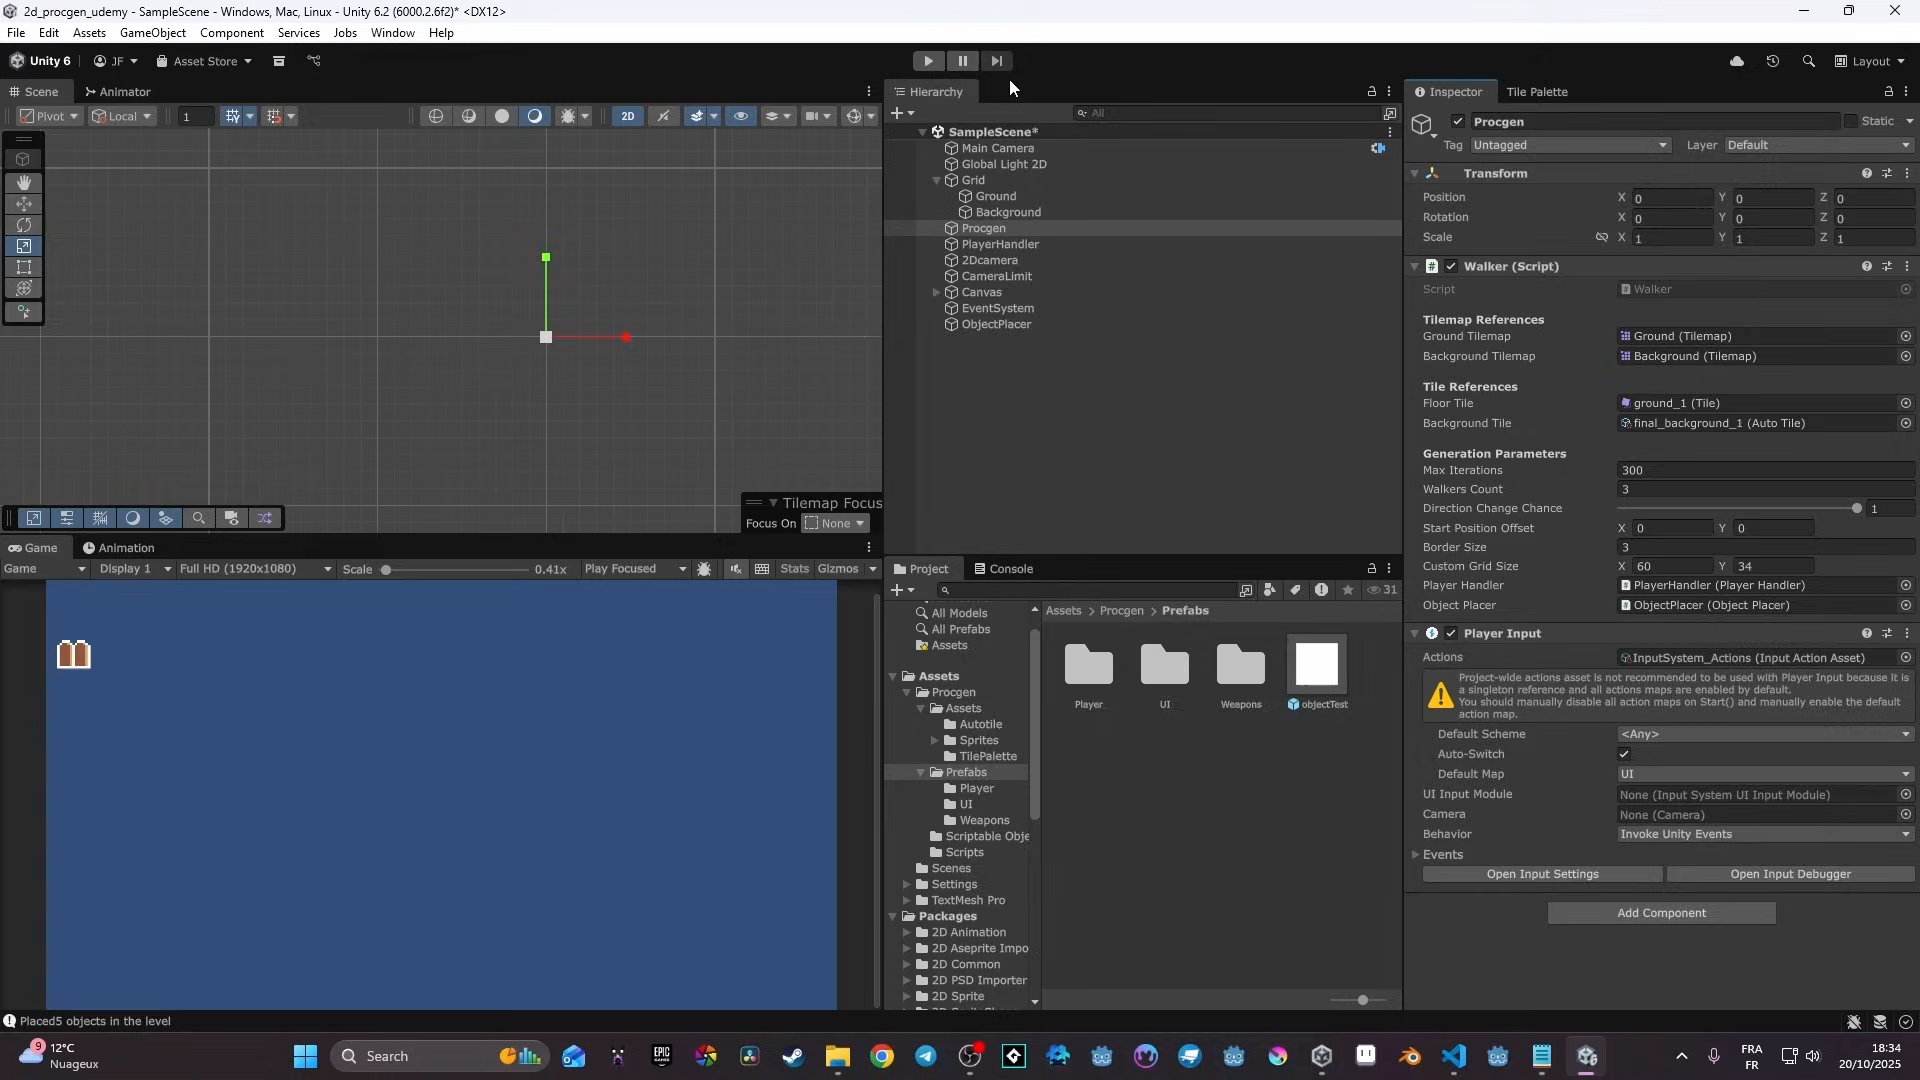 2d_procgen_udemy - SampleScene - Windows, Mac, Linux - Unity 6.2 (6000.2.6f2)* <DX12>
File Edit Assets GameObject Component Services Jobs Window Help
Unity 6 JF Asset Store Layout
Scene Animator
Pivot Local 1 2D
Tilemap Focus
Focus On None
Game Animation
Game Display 1 Full HD (1920x1080) Scale 0.41x Play Focused Stats Gizmos
Hierarchy
All
SampleScene*
Main Camera
Global Light 2D
Grid
Ground
Background
Procgen
PlayerHandler
2Dcamera
CameraLimit
Canvas
EventSystem
ObjectPlacer
Project Console
31
All Models
All Prefabs
Assets
Assets
Procgen
Assets
Autotile
Sprites
TilePalette
Prefabs
Player
UI
Weapons
Scriptable Obje
Scripts
Scenes
Settings
TextMesh Pro
Packages
2D Animation
2D Aseprite Impo
2D Common
2D PSD Importer
2D Sprite
Assets > Procgen > Prefabs
Player UI Weapons objectTest
Inspector Tile Palette
Procgen Static
Tag Untagged Layer Default
Transform
Position X 0 Y 0 Z 0
Rotation X 0 Y 0 Z 0
Scale X 1 Y 1 Z 1
Walker (Script)
Script Walker
Tilemap References
Ground Tilemap Ground (Tilemap)
Background Tilemap Background (Tilemap)
Tile References
Floor Tile ground_1 (Tile)
Background Tile final_background_1 (Auto Tile)
Generation Parameters
Max Iterations 300
Walkers Count 3
Direction Change Chance 1
Start Position Offset X 0 Y 0
Border Size 3
Custom Grid Size X 60 Y 34
Player Handler PlayerHandler (Player Handler)
Object Placer ObjectPlacer (Object Placer)
Player Input
Actions InputSystem_Actions (Input Action Asset)
Project-wide actions asset is not recommended to be used with Player Input because it is
a singleton reference and all actions maps are enabled by default.
You should manually disable all action maps on Start() and manually enable the default
action map.
Default Scheme <Any>
Auto-Switch
Default Map UI
UI Input Module None (Input System UI Input Module)
Camera None (Camera)
Behavior Invoke Unity Events
Events
Open Input Settings Open Input Debugger
Add Component
Placed5 objects in the level
9
12°C
Nuageux
Search
EPIC
GAMES
FRA
FR
18:34
20/10/2025